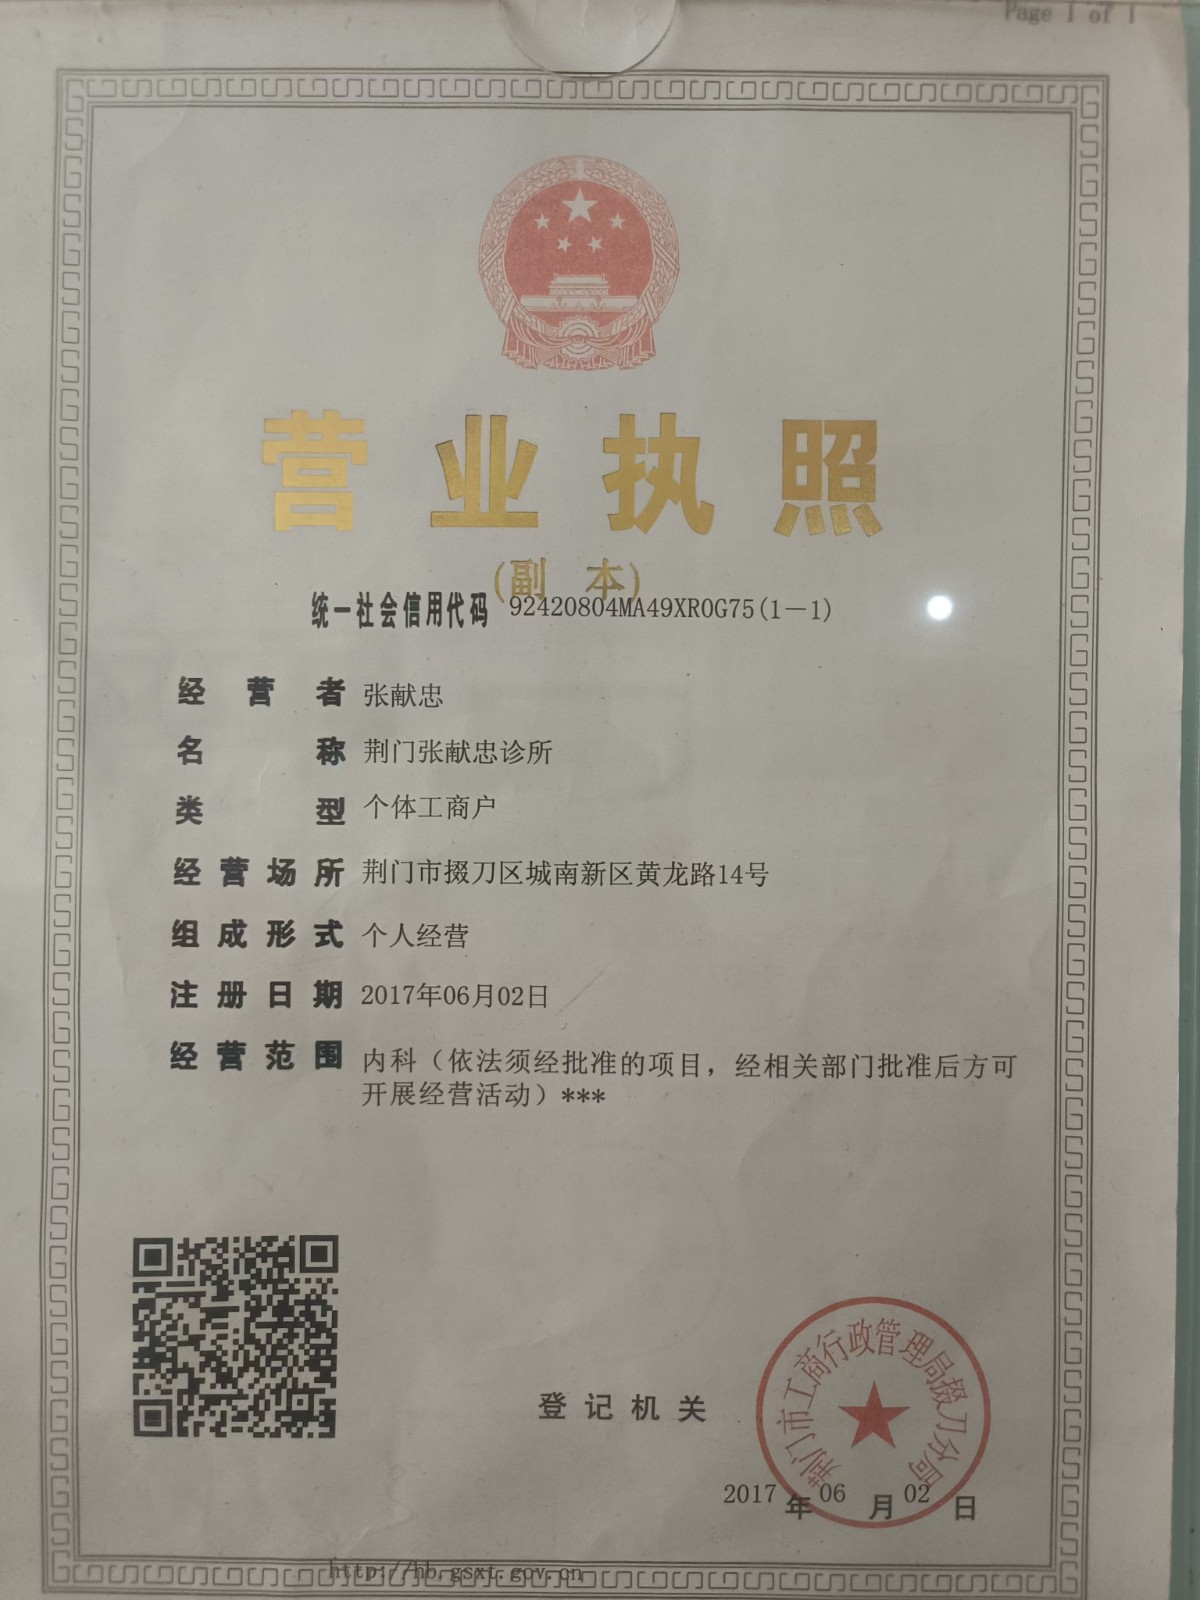 Page 1 of 1
营业执照
(副 本)
统一社会信用代码 92420804MA49XR0G75(1－1)
经营者 张献忠
名称 荆门张献忠诊所
类型 个体工商户
经营场所 荆门市掇刀区城南新区黄龙路14号
组成形式 个人经营
注册日期 2017年06月02日
经营范围 内科（依法须经批准的项目，经相关部门批准后方可
开展经营活动）***
荆门市工商行政管理局掇刀分局
登记机关
2017 年 06 月 02 日
http://hb.gsxt.gov.cn